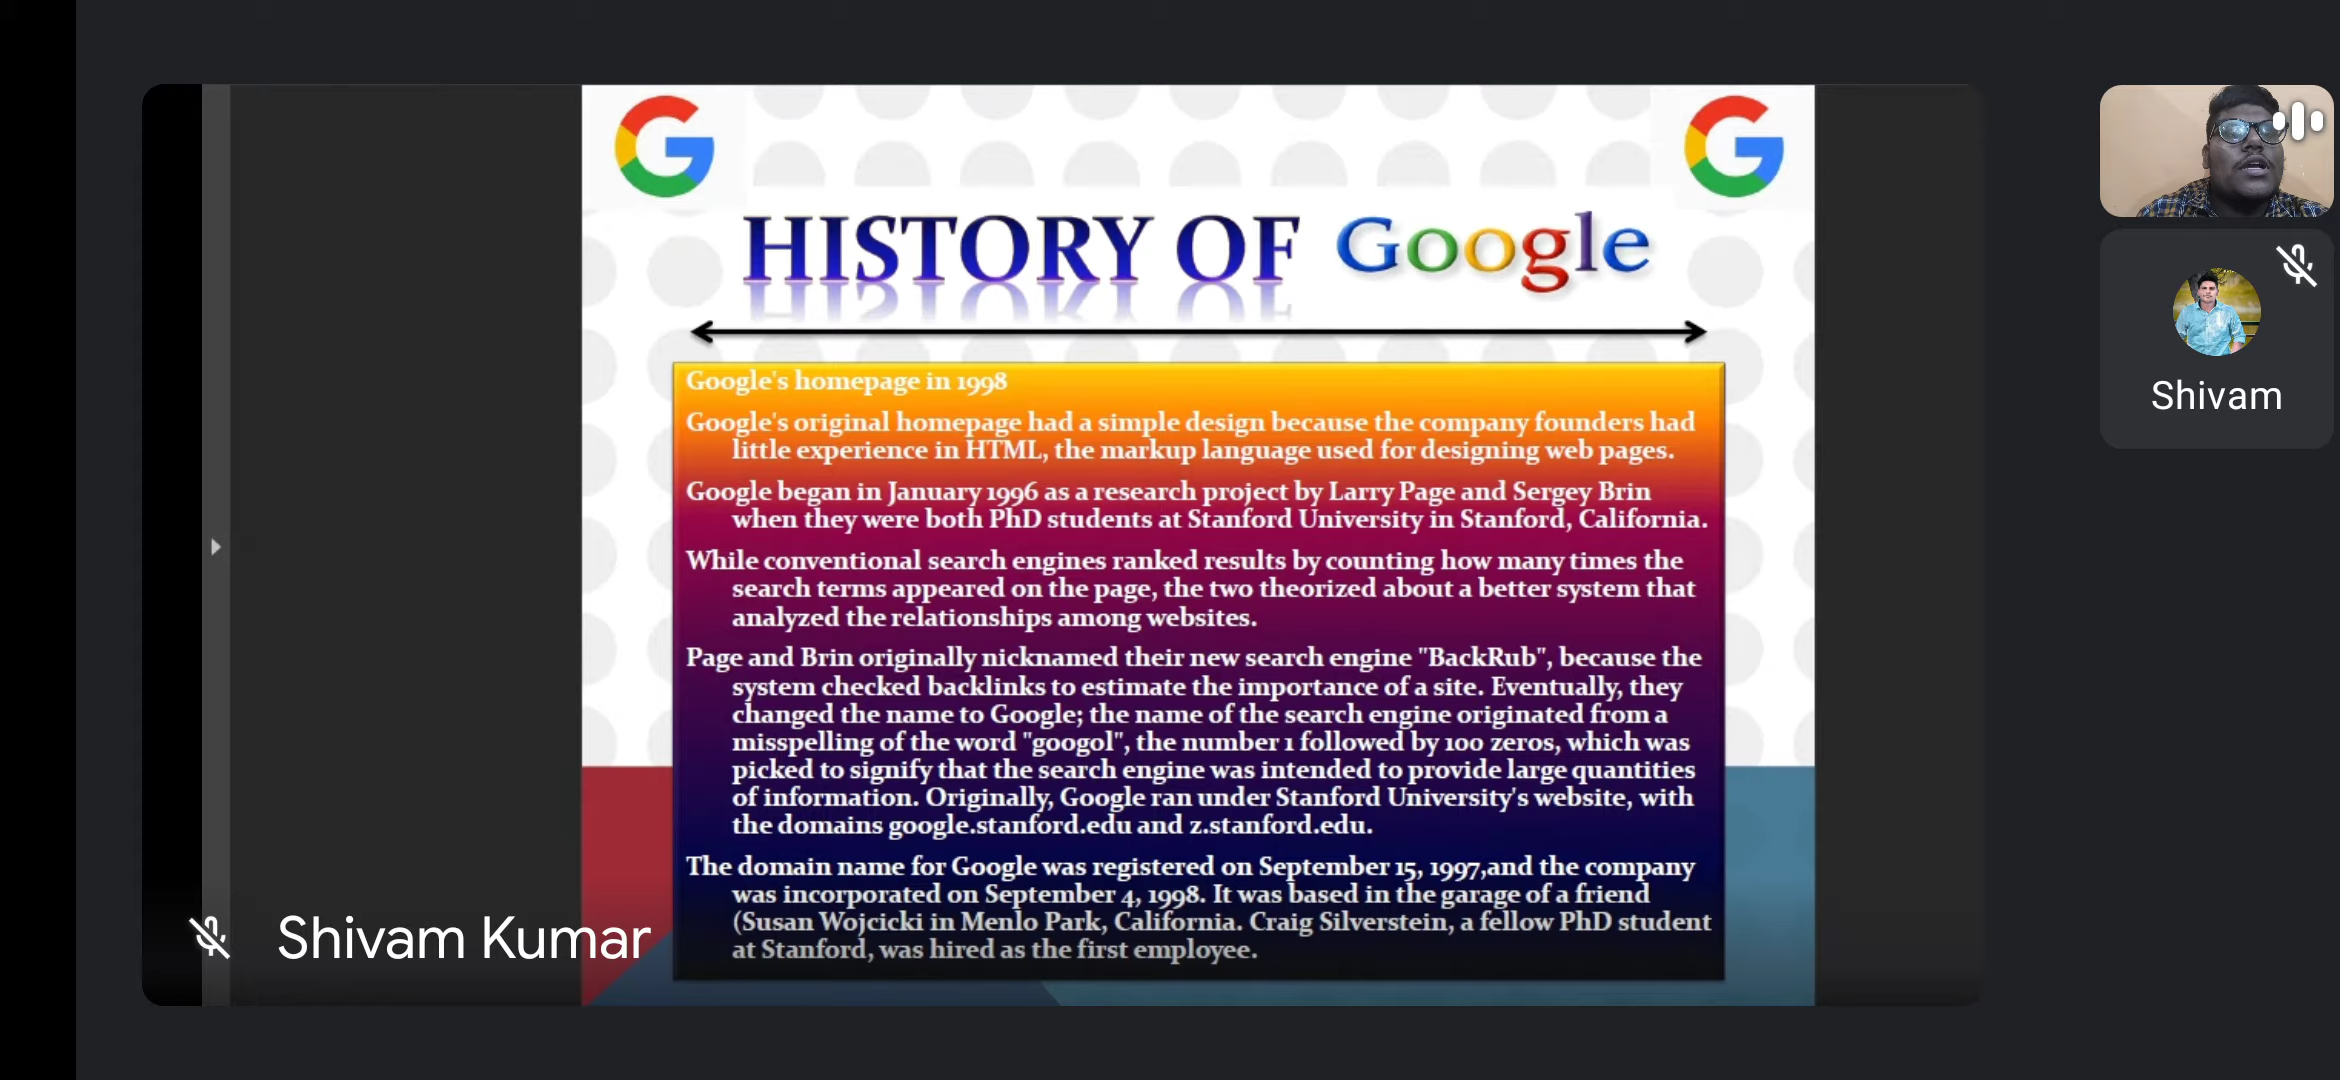 HISTORY OF Google
Google's homepage in 1998
Google's original homepage had a simple design because the company founders had
little experience in HTML, the markup language used for designing web pages.
Google began in January 1996 as a research project by Larry Page and Sergey Brin
when they were both PhD students at Stanford University in Stanford, California.
While conventional search engines ranked results by counting how many times the
search terms appeared on the page, the two theorized about a better system that
analyzed the relationships among websites.
Page and Brin originally nicknamed their new search engine "BackRub", because the
system checked backlinks to estimate the importance of a site. Eventually, they
changed the name to Google; the name of the search engine originated from a
misspelling of the word "googol", the number 1 followed by 100 zeros, which was
picked to signify that the search engine was intended to provide large quantities
of information. Originally, Google ran under Stanford University's website, with
the domains google.stanford.edu and z.stanford.edu.
The domain name for Google was registered on September 15, 1997,and the company
was incorporated on September 4, 1998. It was based in the garage of a friend
(Susan Wojcicki in Menlo Park, California. Craig Silverstein, a fellow PhD student
at Stanford, was hired as the first employee.
Shivam Kumar
Shivam